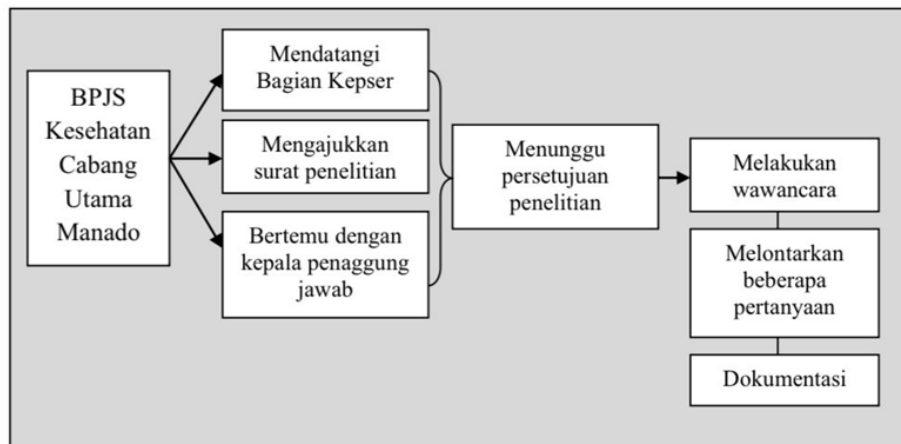 BPJS
Kesehatan
Cabang
Utama
Manado
Mendatangi
Bagian Kepser
Mengajukkan
surat penelitian
Bertemu dengan
kepala penaggung
jawab
Menunggu
persetujuan
penelitian
Melakukan
wawancara
Melontarkan
beberapa
pertanyaan
Dokumentasi